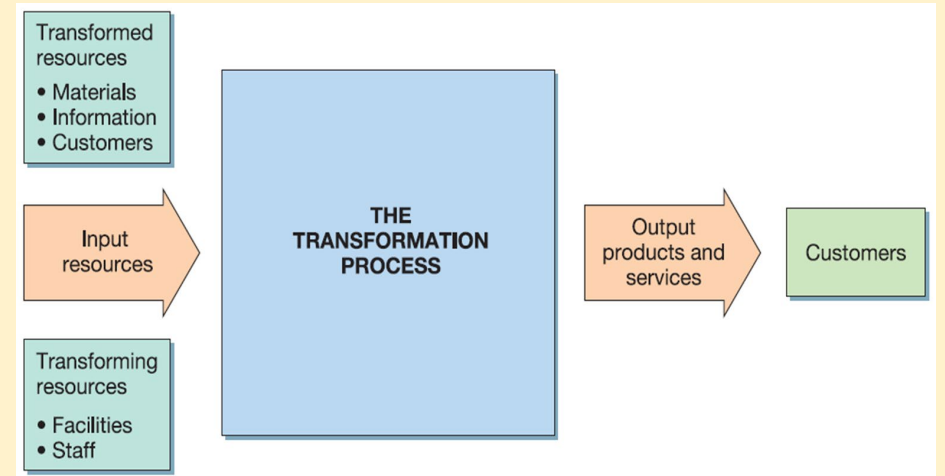 Transformed
resources
• Materials
• Information
• Customers
Input
resources
Transforming
resources
• Facilities
• Staff
THE
TRANSFORMATION
PROCESS
Output
products and
services
Customers